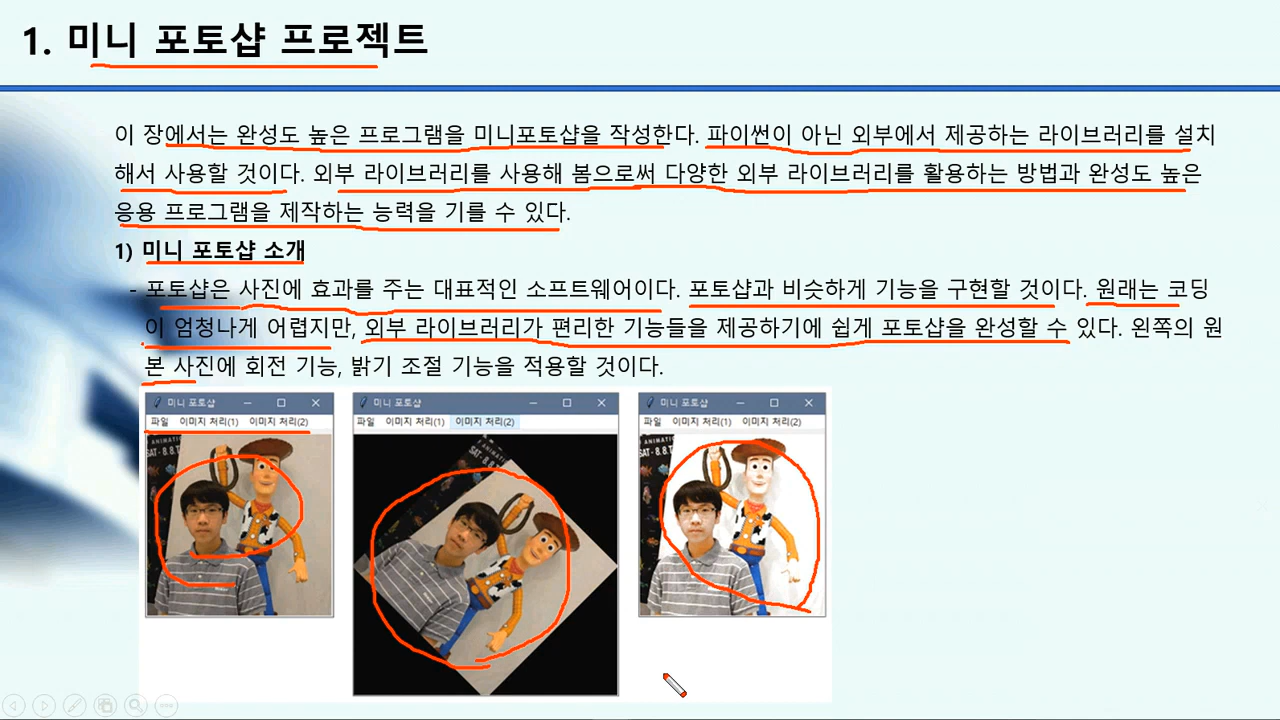 1. 미니 포토샵 프로젝트
이 장에서는 완성도 높은 프로그램을 미니포토샵을 작성한다. 파이썬이 아닌 외부에서 제공하는 라이브러리를 설치
해서 사용할 것이다. 외부 라이브러리를 사용해 봄으로써 다양한 외부 라이브러리를 활용하는 방법과 완성도 높은
응용 프로그램을 제작하는 능력을 기를 수 있다.
1) 미니 포토샵 소개
- 포토샵은 사진에 효과를 주는 대표적인 소프트웨어이다. 포토샵과 비슷하게 기능을 구현할 것이다. 원래는 코딩
이 엄청나게 어렵지만, 외부 라이브러리가 편리한 기능들을 제공하기에 쉽게 포토샵을 완성할 수 있다. 왼쪽의 원
본 사진에 회전 기능, 밝기 조절 기능을 적용할 것이다.
미니 포토샵
파일 이미지 처리(1) 이미지 처리(2)
ANIMATIC
SAT - 8.8.T
미니 포토샵
파일 이미지 처리(1) 이미지 처리(2)
미니 포토샵
파일 이미지 처리(1) 이미지 처리(2)